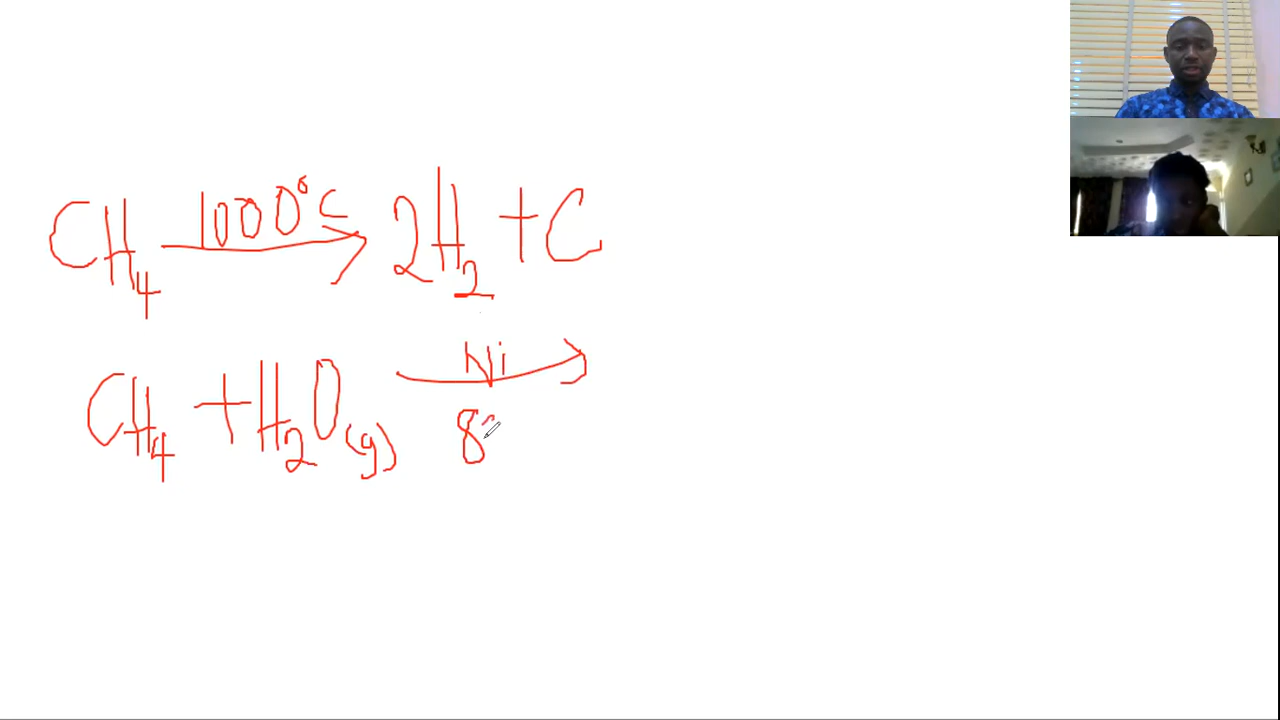 CH₄ 1000°C → 2H₂ + C
CH₄ + H₂O(g) Ni →
8